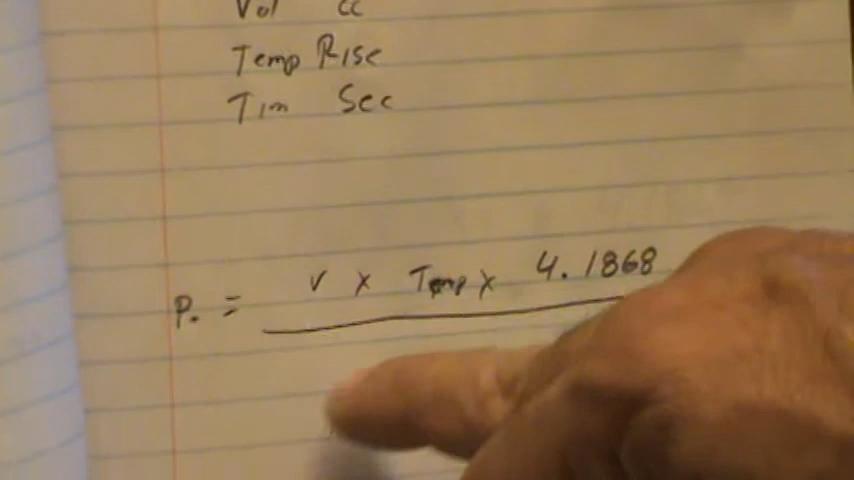 Vol cc
Temp Rise
Tim Sec
P. = V x Temp x 4.1868